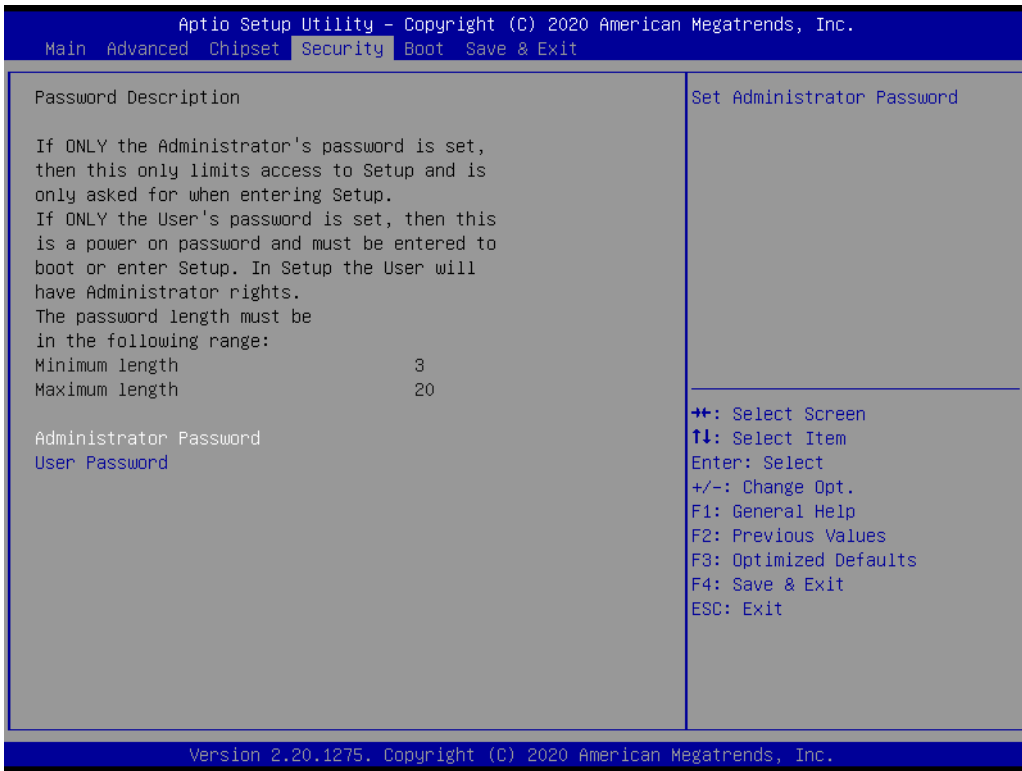 Aptio Setup Utility – Copyright (C) 2020 American Megatrends, Inc.
Main Advanced Chipset Security Boot Save & Exit
Password Description
If ONLY the Administrator's password is set,
then this only limits access to Setup and is
only asked for when entering Setup.
If ONLY the User's password is set, then this
is a power on password and must be entered to
boot or enter Setup. In Setup the User will
have Administrator rights.
The password length must be
in the following range:
Minimum length 3
Maximum length 20
Administrator Password
User Password
Set Administrator Password
→←: Select Screen
↑↓: Select Item
Enter: Select
+/-: Change Opt.
F1: General Help
F2: Previous Values
F3: Optimized Defaults
F4: Save & Exit
ESC: Exit
Version 2.20.1275. Copyright (C) 2020 American Megatrends, Inc.